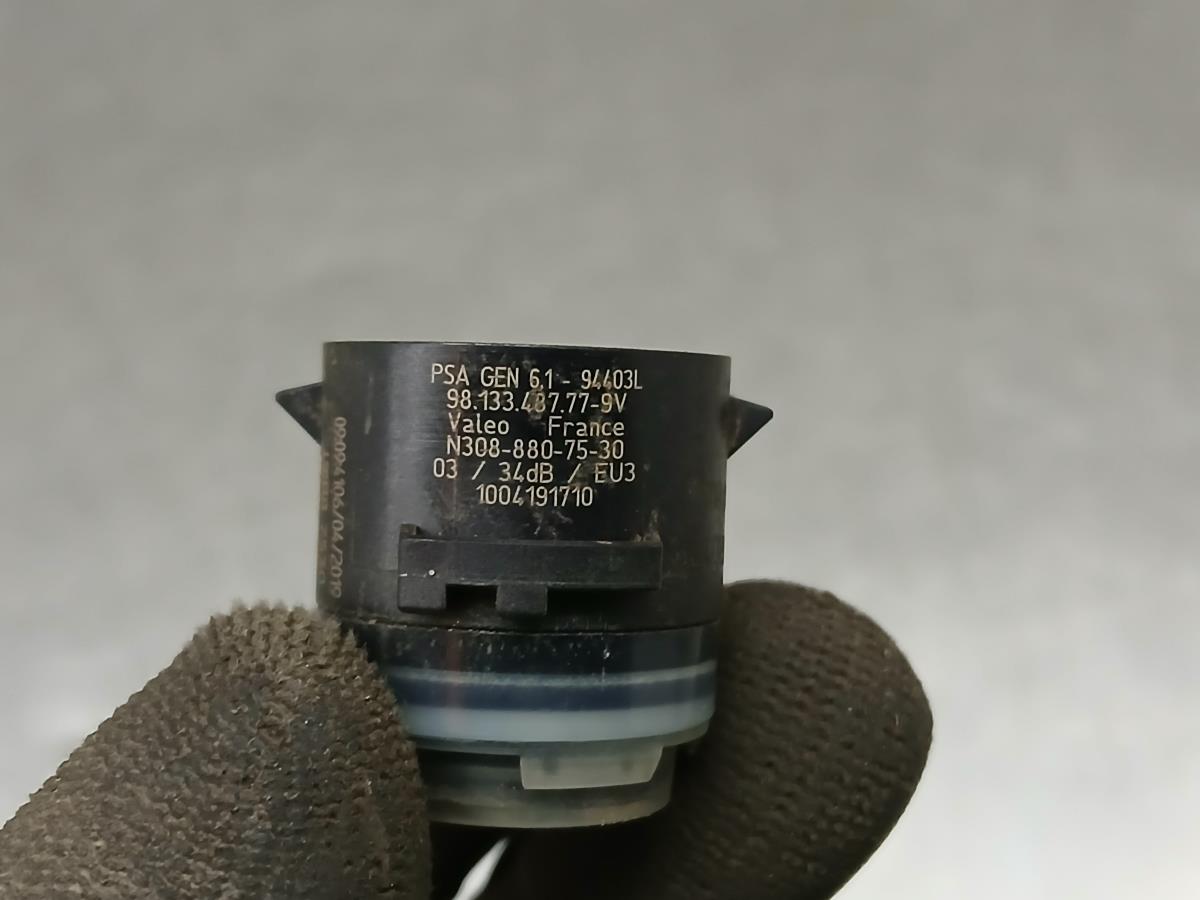 PSA GEN 6.1 - 94403L
98.133.487.77-9V
Valeo France
N308-880-75-30
03 / 34dB / EU3
1004191710